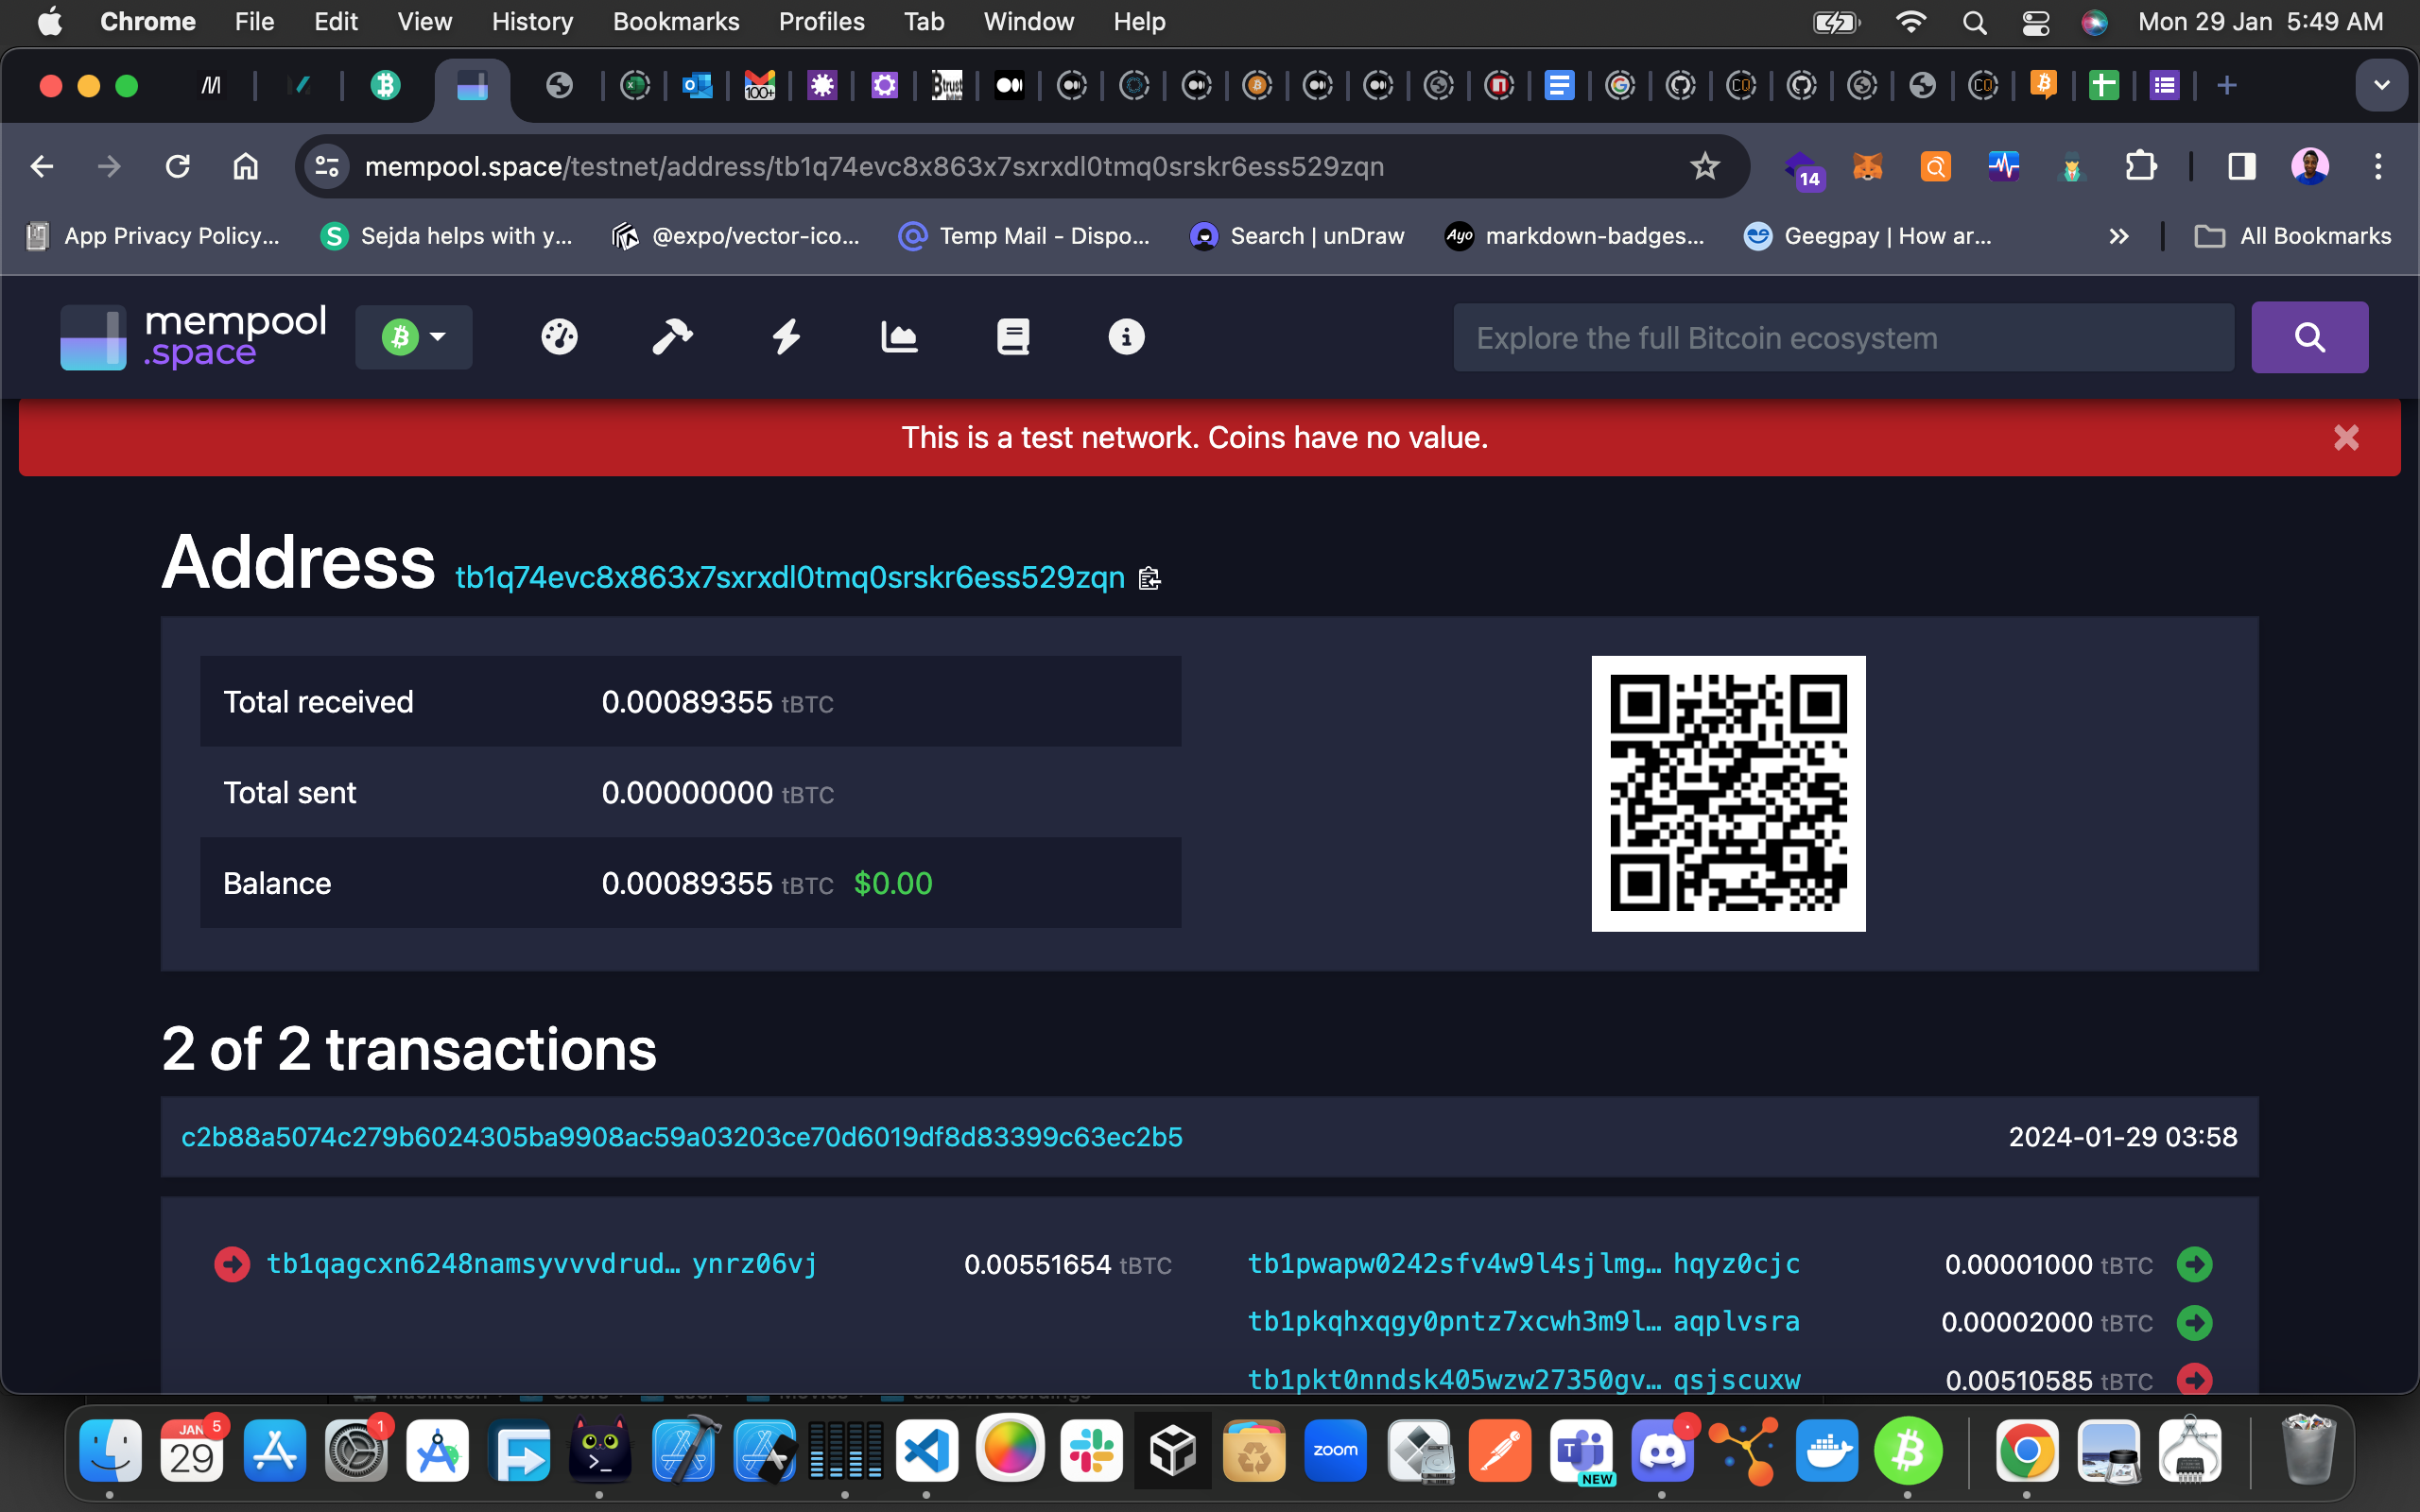 Chrome File Edit View History Bookmarks Profiles Tab Window Help Mon 29 Jan 5:49 AM
mempool.space/testnet/address/tb1q74evc8x863x7sxrxdl0tmq0srskr6ess529zqn 14
App Privacy Policy... Sejda helps with y... @expo/vector-ico... Temp Mail - Dispo... Search | unDraw markdown-badges... Geegpay | How ar... » All Bookmarks
mempool
.space
Explore the full Bitcoin ecosystem
This is a test network. Coins have no value.
Address tb1q74evc8x863x7sxrxdl0tmq0srskr6ess529zqn
Total received 0.00089355 tBTC
Total sent 0.00000000 tBTC
Balance 0.00089355 tBTC $0.00
2 of 2 transactions
c2b88a5074c279b6024305ba9908ac59a03203ce70d6019df8d83399c63ec2b5 2024-01-29 03:58
tb1qagcxn6248namsyvvvdrud… ynrz06vj 0.00551654 tBTC tb1pwapw0242sfv4w9l4sjlmg… hqyz0cjc 0.00001000 tBTC
tb1pkqhxqgy0pntz7xcwh3m9l… aqplvsra 0.00002000 tBTC
tb1pkt0nndsk405wzw27350gv… qsjscuxw 0.00510585 tBTC
JAN 5
29
1
zoom
NEW